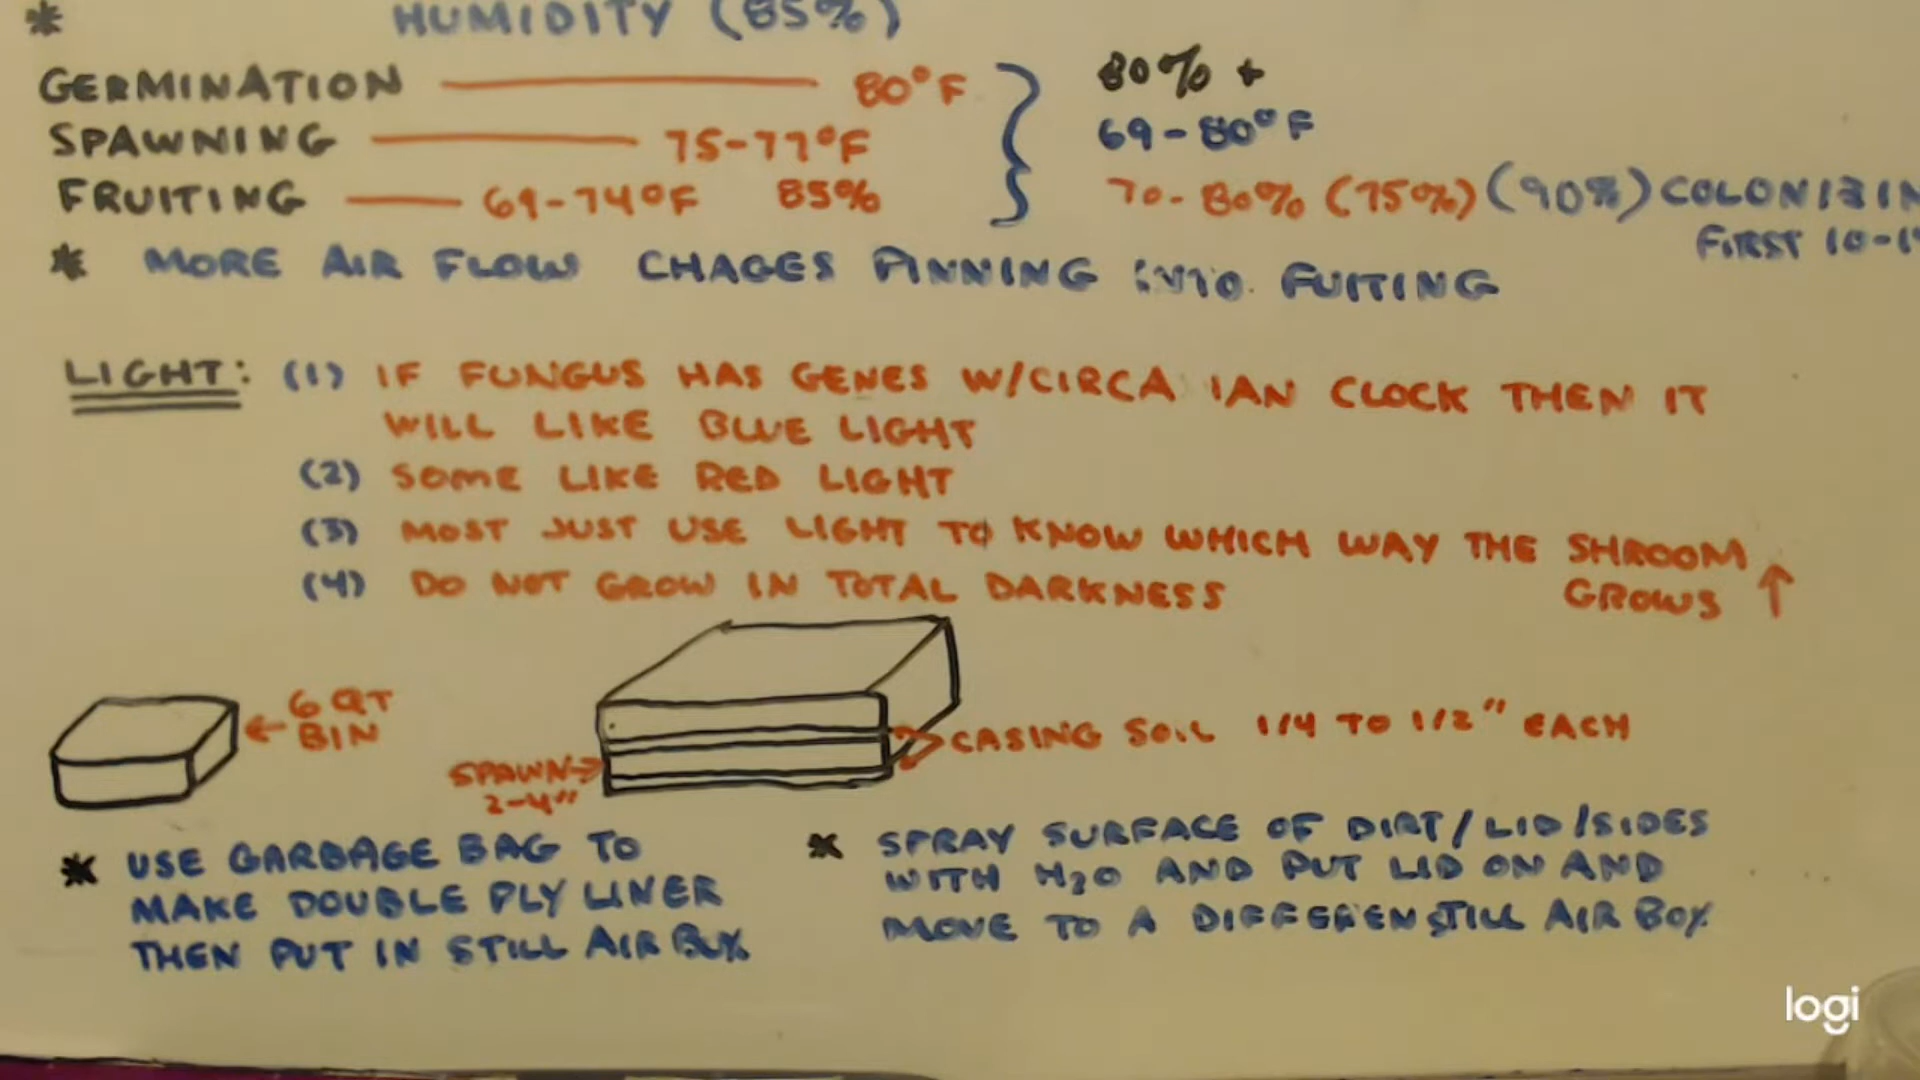 * HUMIDITY (85%)
GERMINATION 80°F } 80% +
SPAWNING 75-77°F 69-80°F
FRUITING 69-74°F 85% 70-80% (75%) (90%) COLONIZIN
FIRST 10-1
* MORE AIR FLOW CHAGES PINNING INTO FUITING
LIGHT: (1) IF FUNGUS HAS GENES W/CIRCA IAN CLOCK THEN IT
WILL LIKE BLUE LIGHT
(2) SOME LIKE RED LIGHT
(3) MOST JUST USE LIGHT TO KNOW WHICH WAY THE SHROOM
GROWS ↑
(4) DO NOT GROW IN TOTAL DARKNESS
← 6 QT
BIN
CASING SOIL 1/4 TO 1/2" EACH
SPAWN→
2-4"
* USE GARBAGE BAG TO
MAKE DOUBLE PLY LINER
THEN PUT IN STILL AIR BOX
* SPRAY SURFACE OF DIRT/LID/SIDES
WITH H2O AND PUT LID ON AND
MOVE TO A DIFFEREN STILL AIR BOX
logi